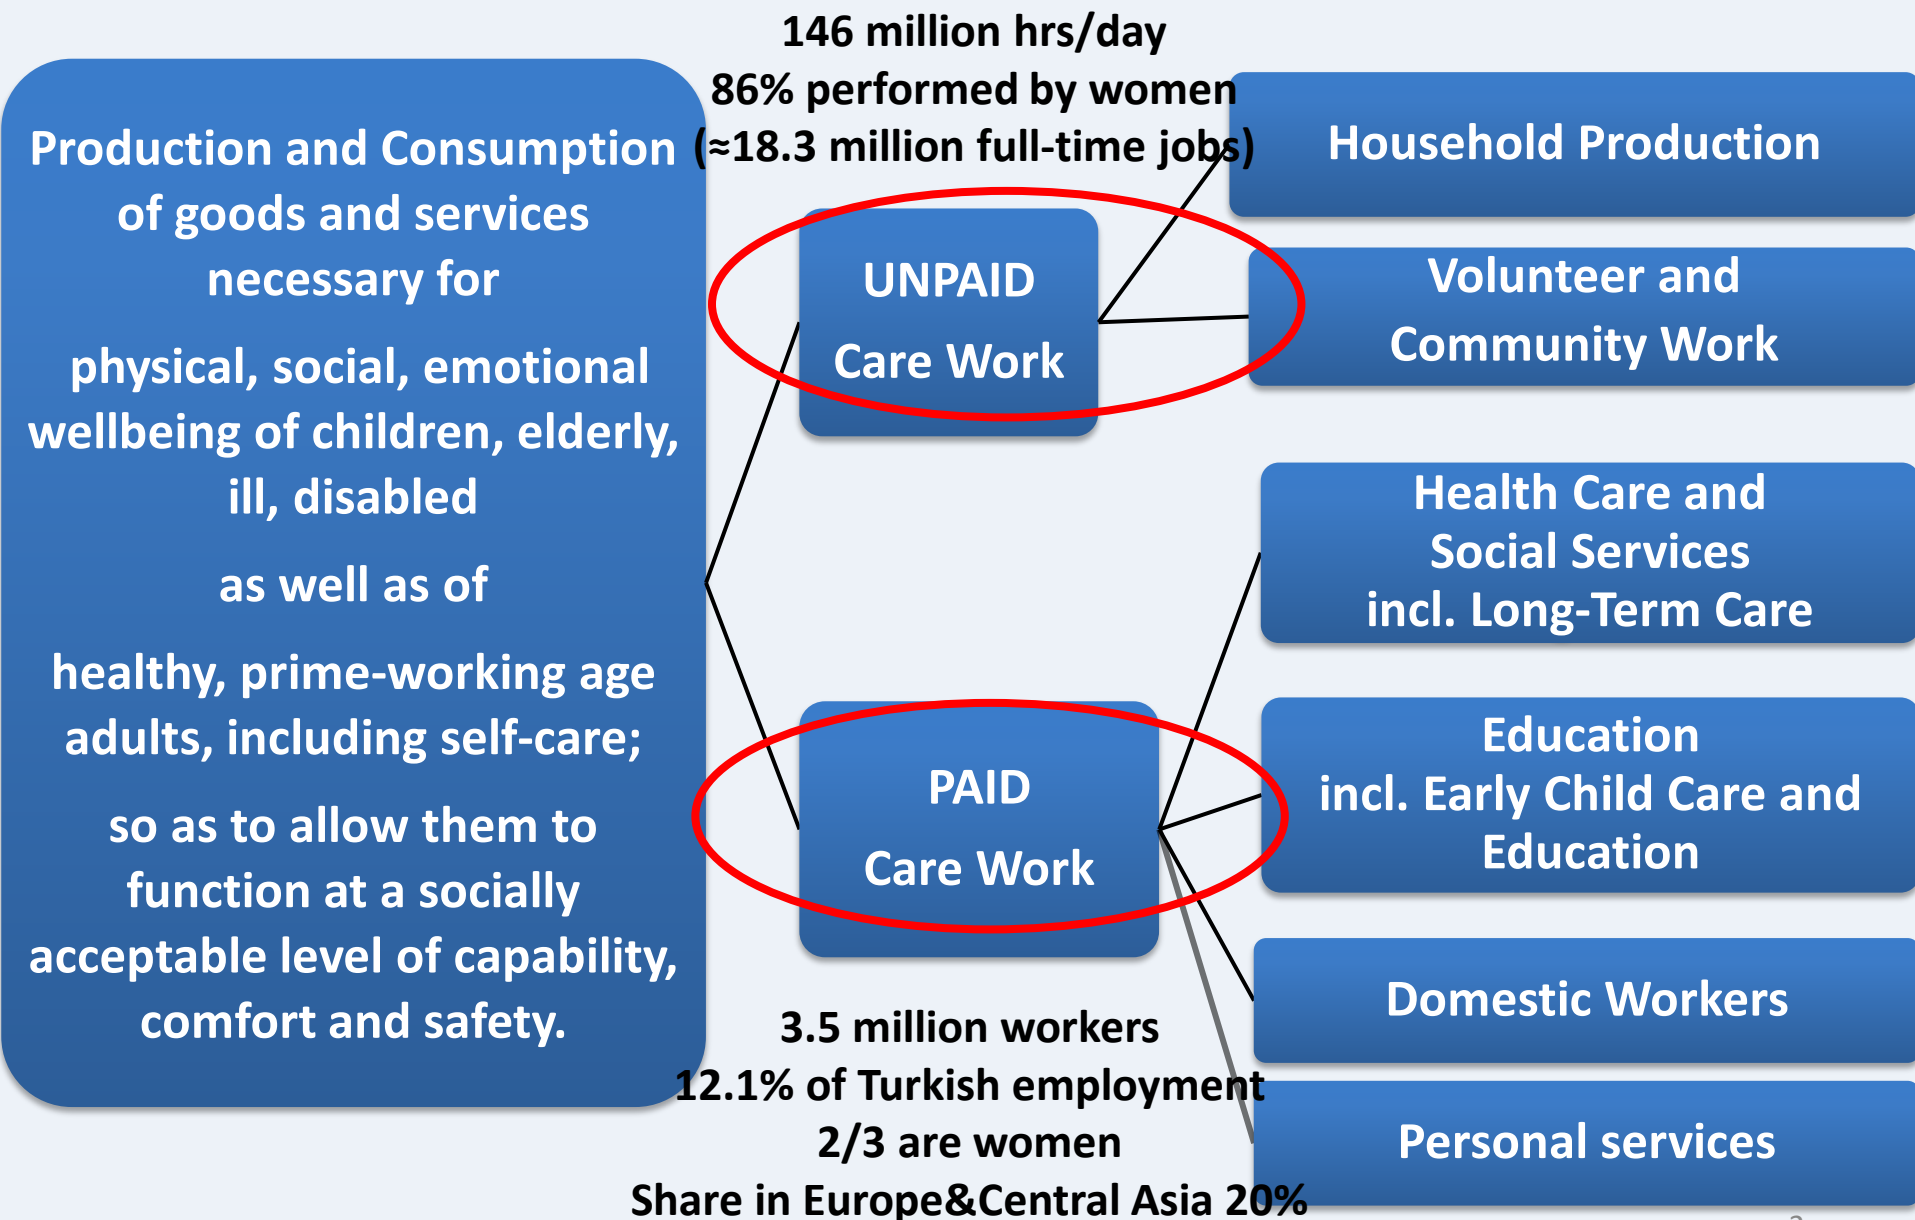 146 million hrs/day
86% performed by women
(≈18.3 million full-time jobs)
Production and Consumption
of goods and services
necessary for
physical, social, emotional
wellbeing of children, elderly,
ill, disabled
as well as of
healthy, prime-working age
adults, including self-care;
so as to allow them to
function at a socially
acceptable level of capability,
comfort and safety.
UNPAID
Care Work
Household Production
Volunteer and
Community Work
PAID
Care Work
Health Care and
Social Services
incl. Long-Term Care
Education
incl. Early Child Care and
Education
Domestic Workers
Personal services
3.5 million workers
12.1% of Turkish employment
2/3 are women
Share in Europe&Central Asia 20%